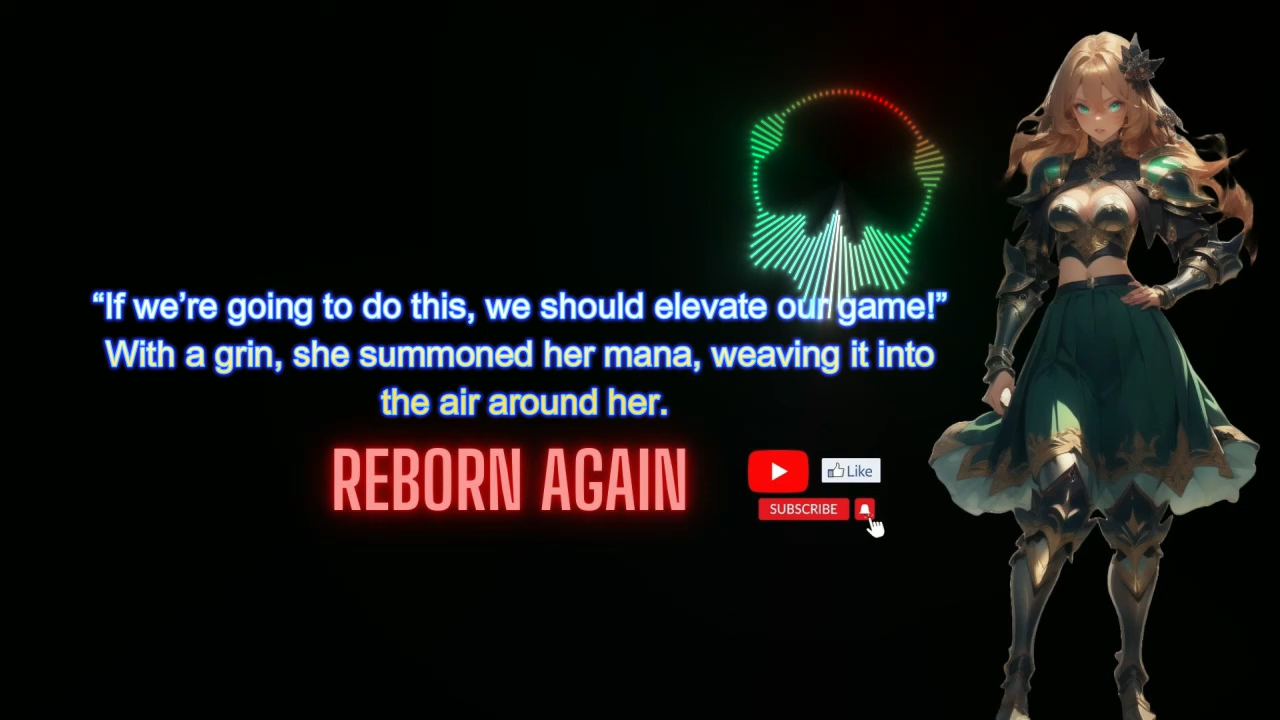 “If we’re going to do this, we should elevate our game!”
With a grin, she summoned her mana, weaving it into
the air around her.
REBORN AGAIN
Like
SUBSCRIBE